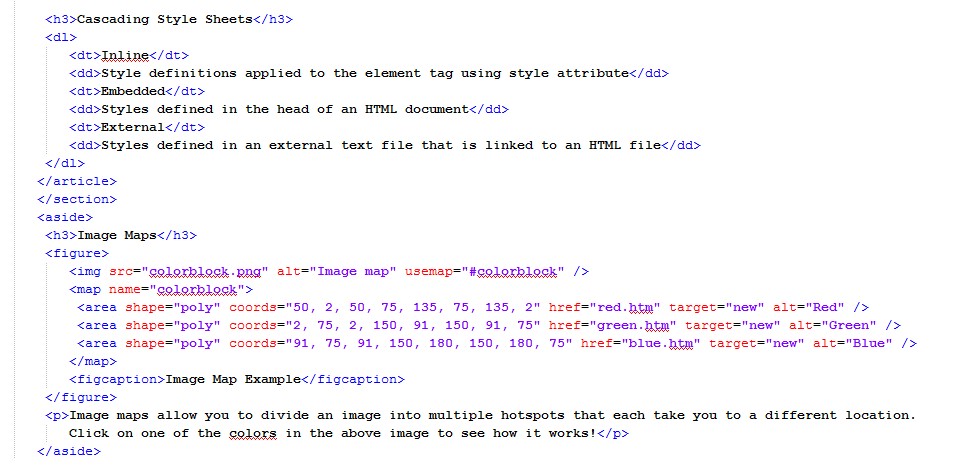 <h3>Cascading Style Sheets</h3>
<dl>
<dt>Inline</dt>
<dd>Style definitions applied to the element tag using style attribute</dd>
<dt>Embedded</dt>
<dd>Styles defined in the head of an HTML document</dd>
<dt>External</dt>
<dd>Styles defined in an external text file that is linked to an HTML file</dd>
</dl>
</article>
</section>
<aside>
<h3>Image Maps</h3>
<figure>
<img src="colorblock.png" alt="Image map" usemap="#colorblock" />
<map name="colorblock">
<area shape="poly" coords="50, 2, 50, 75, 135, 75, 135, 2" href="red.htm" target="new" alt="Red" />
<area shape="poly" coords="2, 75, 2, 150, 91, 150, 91, 75" href="green.htm" target="new" alt="Green" />
<area shape="poly" coords="91, 75, 91, 150, 180, 150, 180, 75" href="blue.htm" target="new" alt="Blue" />
</map>
<figcaption>Image Map Example</figcaption>
</figure>
<p>Image maps allow you to divide an image into multiple hotspots that each take you to a different location.
Click on one of the colors in the above image to see how it works!</p>
</aside>